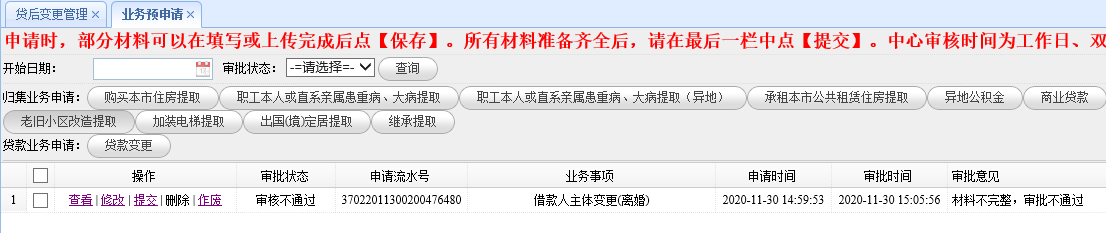 贷后变更管理 × 业务预申请 ×
申请时，部分材料可以在填写或上传完成后点【保存】。所有材料准备齐全后，请在最后一栏中点【提交】。中心审核时间为工作日、双
开始日期： 审批状态： -=请选择=- 查询
归集业务申请： 购买本市住房提取 职工本人或直系亲属患重病、大病提取 职工本人或直系亲属患重病、大病提取（异地） 承租本市公共租赁住房提取 异地公积金 商业贷款
老旧小区改造提取 加装电梯提取 出国(境)定居提取 继承提取
贷款业务申请： 贷款变更
操作 审批状态 申请流水号 业务事项 申请时间 审批时间 审批意见
1 查看 | 修改 | 提交 | 删除 | 作废 审核不通过 37022011300200476480 借款人主体变更(离婚) 2020-11-30 14:59:53 2020-11-30 15:05:56 材料不完整，审批不通过